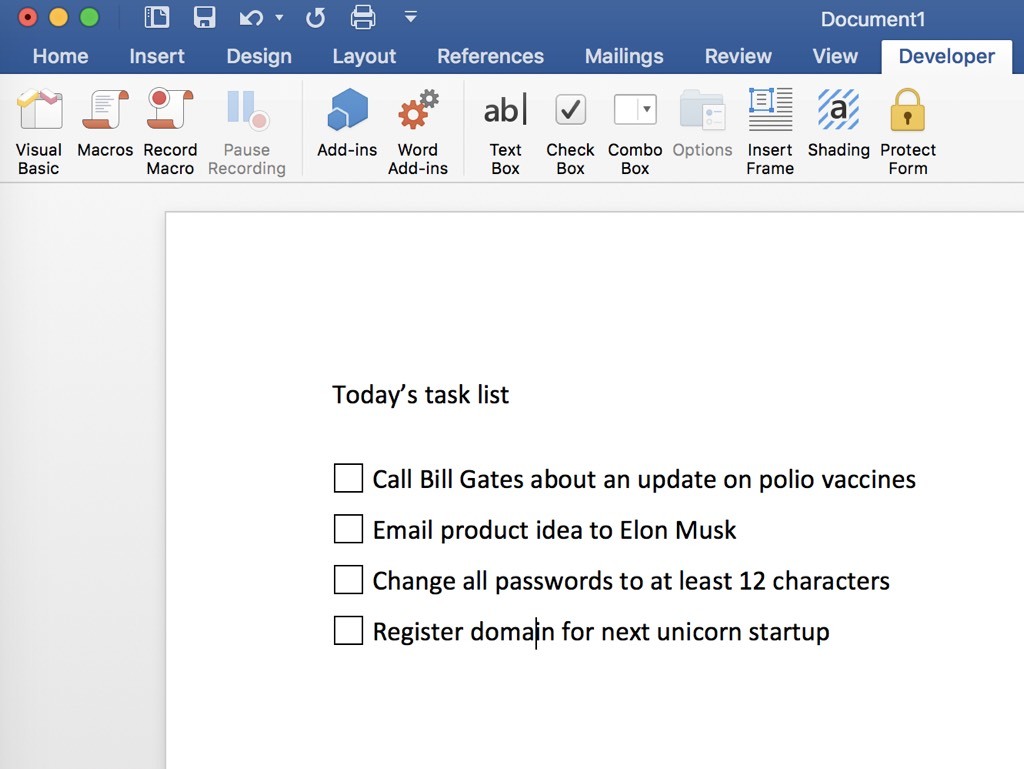 Document1
Home Insert Design Layout References Mailings Review View Developer
Visual Basic Macros Record Macro Pause Recording Add-ins Word Add-ins ab Text Box Check Box Combo Box Options Insert Frame a Shading Protect Form
Today’s task list
Call Bill Gates about an update on polio vaccines
Email product idea to Elon Musk
Change all passwords to at least 12 characters
Register domain for next unicorn startup